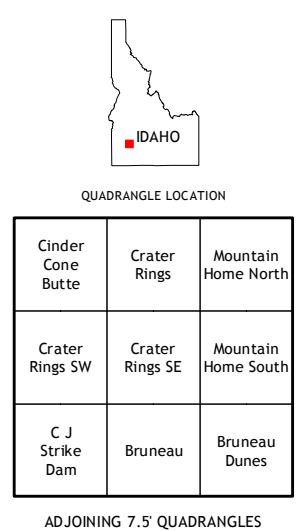 IDAHO
QUADRANGLE LOCATION
Cinder
Cone
Butte
Crater
Rings
Mountain
Home North
Crater
Rings SW
Crater
Rings SE
Mountain
Home South
C J
Strike
Dam
Bruneau
Bruneau
Dunes
ADJOINING 7.5' QUADRANGLES